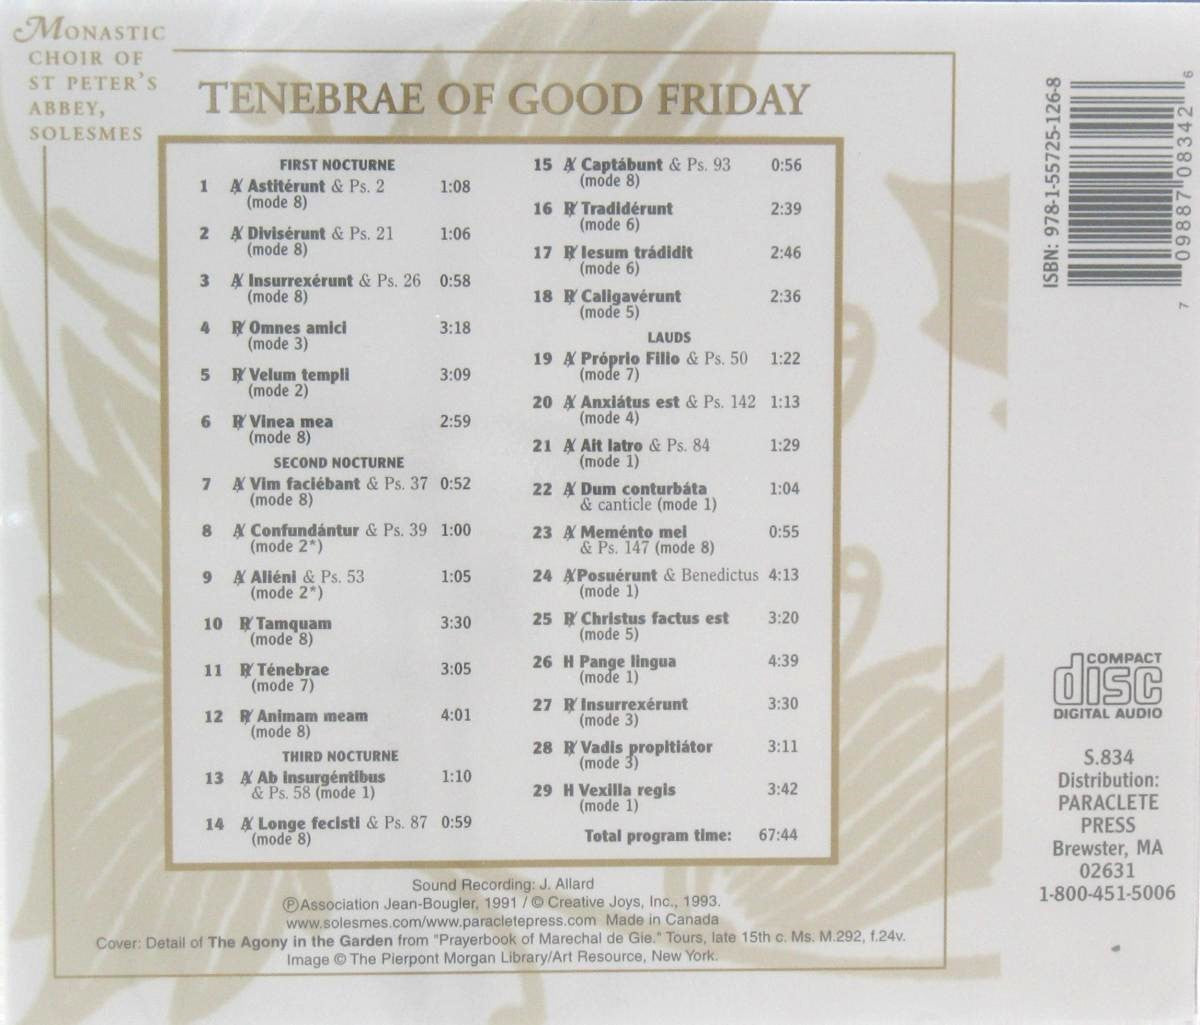 MONASTIC
CHOIR OF
ST PETER'S
ABBEY,
SOLESMES
TENEBRAE OF GOOD FRIDAY
FIRST NOCTURNE
1 A̸ Astitérunt & Ps. 2 1:08
(mode 8)
2 A̸ Divisérunt & Ps. 21 1:06
(mode 8)
3 A̸ Insurrexérunt & Ps. 26 0:58
(mode 8)
4 ℟ Omnes amici 3:18
(mode 3)
5 ℟ Velum templi 3:09
(mode 2)
6 ℟ Vinea mea 2:59
(mode 8)
SECOND NOCTURNE
7 A̸ Vim faciébant & Ps. 37 0:52
(mode 8)
8 A̸ Confundántur & Ps. 39 1:00
(mode 2*)
9 A̸ Aliéni & Ps. 53 1:05
(mode 2*)
10 ℟ Tamquam 3:30
(mode 8)
11 ℟ Ténebrae 3:05
(mode 7)
12 ℟ Animam meam 4:01
(mode 8)
THIRD NOCTURNE
13 A̸ Ab insurgéntibus 1:10
& Ps. 58 (mode 1)
14 A̸ Longe fecisti & Ps. 87 0:59
(mode 8)
15 A̸ Captábunt & Ps. 93 0:56
(mode 8)
16 ℟ Tradidérunt 2:39
(mode 6)
17 ℟ Iesum trádidit 2:46
(mode 6)
18 ℟ Caligavérunt 2:36
(mode 5)
LAUDS
19 A̸ Próprio Filio & Ps. 50 1:22
(mode 7)
20 A̸ Anxiátus est & Ps. 142 1:13
(mode 4)
21 A̸ Ait latro & Ps. 84 1:29
(mode 1)
22 A̸ Dum conturbáta 1:04
& canticle (mode 1)
23 A̸ Meménto mei 0:55
& Ps. 147 (mode 8)
24 A̸ Posuérunt & Benedictus 4:13
(mode 1)
25 ℟ Christus factus est 3:20
(mode 5)
26 H Pange lingua 4:39
(mode 1)
27 ℟ Insurrexérunt 3:30
(mode 3)
28 ℟ Vadis propitiátor 3:11
(mode 3)
29 H Vexilla regis 3:42
(mode 1)
Total program time: 67:44
Sound Recording: J. Allard
℗Association Jean-Bougler, 1991 / © Creative Joys, Inc., 1993.
www.solesmes.com/www.paracletepress.com Made in Canada
Cover: Detail of The Agony in the Garden from "Prayerbook of Marechal de Gie." Tours, late 15th c. Ms. M.292, f.24v.
Image © The Pierpont Morgan Library/Art Resource, New York.
ISBN: 978-1-55725-126-8
7 09887 08342 6
COMPACT
disc
DIGITAL AUDIO
S.834
Distribution:
PARACLETE
PRESS
Brewster, MA
02631
1-800-451-5006